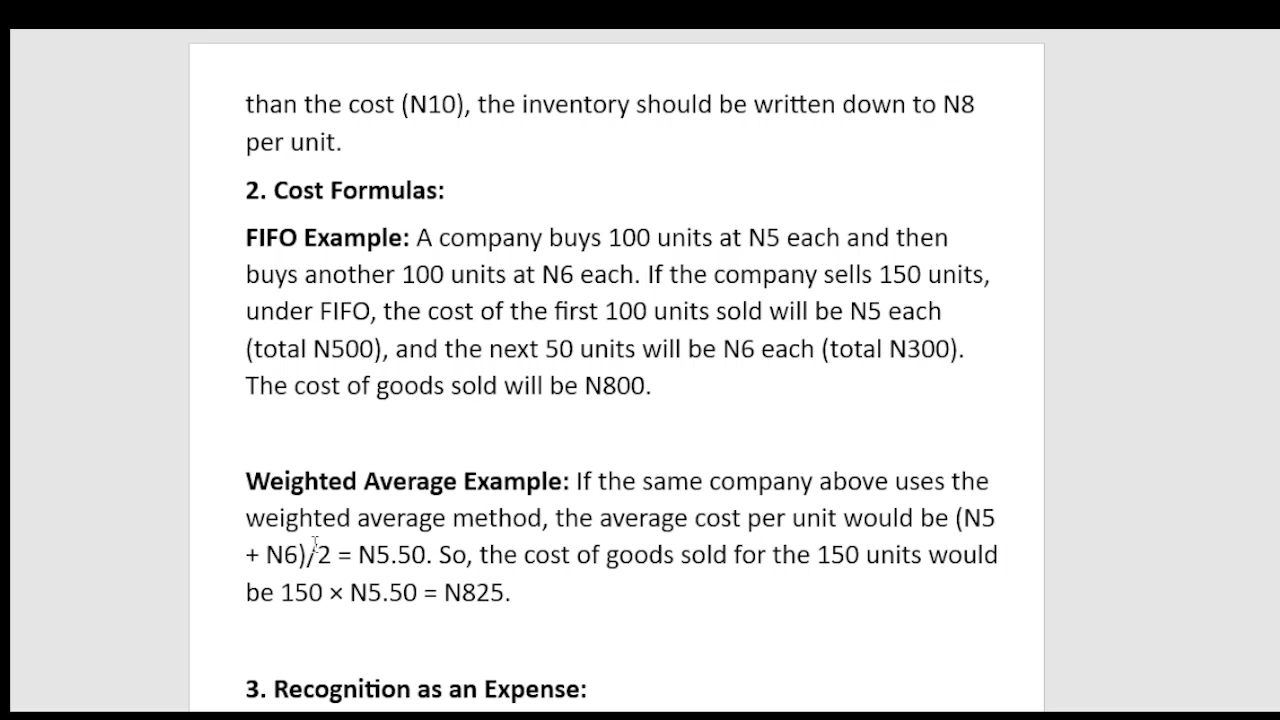 than the cost (N10), the inventory should be written down to N8
per unit.
2. Cost Formulas:
FIFO Example: A company buys 100 units at N5 each and then
buys another 100 units at N6 each. If the company sells 150 units,
under FIFO, the cost of the first 100 units sold will be N5 each
(total N500), and the next 50 units will be N6 each (total N300).
The cost of goods sold will be N800.
Weighted Average Example: If the same company above uses the
weighted average method, the average cost per unit would be (N5
+ N6)/2 = N5.50. So, the cost of goods sold for the 150 units would
be 150 × N5.50 = N825.
3. Recognition as an Expense: